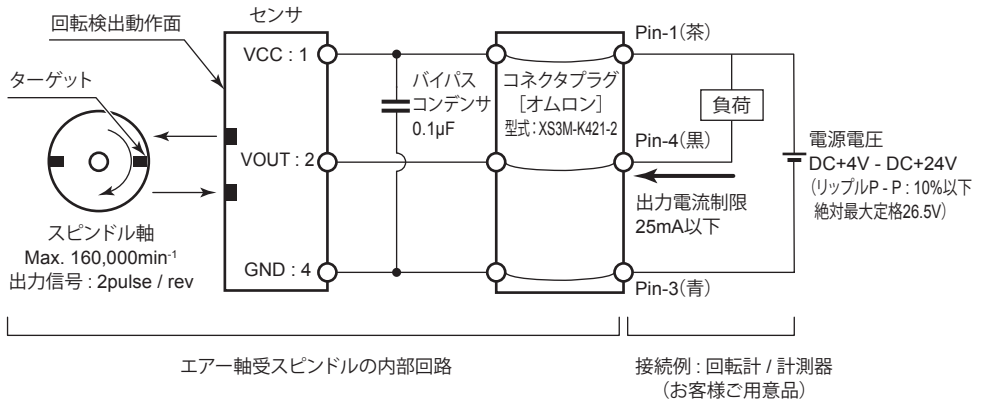 回転検出動作面
ターゲット
スピンドル軸
Max. 160,000min-1
出力信号 : 2pulse / rev
センサ
VCC : 1
VOUT : 2
GND : 4
バイパス
コンデンサ
0.1µF
コネクタプラグ
［オムロン］
型式：XS3M-K421-2
Pin-1（茶）
負荷
Pin-4（黒）
出力電流制限
25mA以下
Pin-3（青）
電源電圧
DC+4V - DC+24V
（リップルP - P : 10%以下
絶対最大定格26.5V）
エアー軸受スピンドルの内部回路
接続例 : 回転計 / 計測器
（お客様ご用意品）